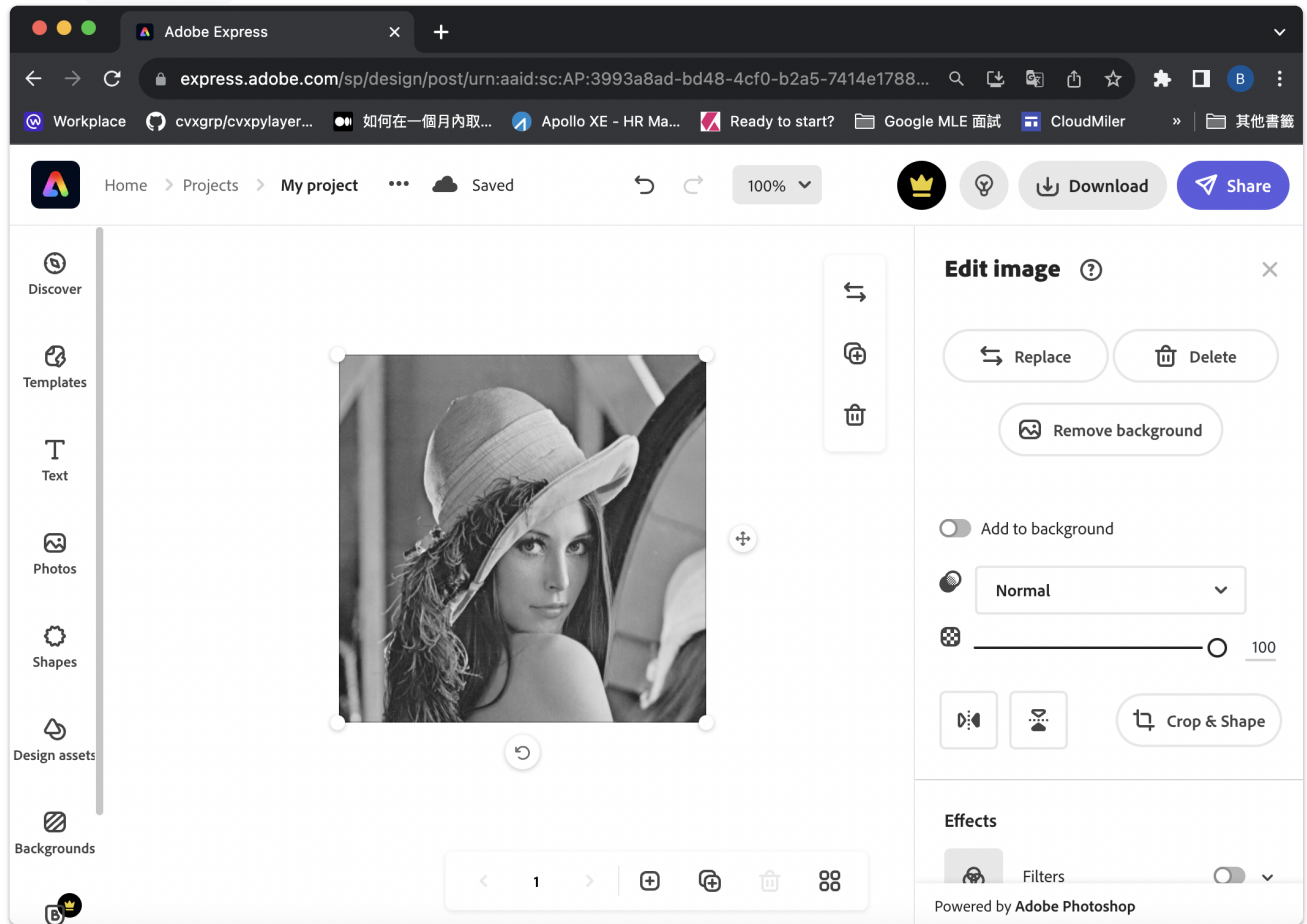 Adobe Express
express.adobe.com/sp/design/post/urn:aaid:sc:AP:3993a8ad-bd48-4cf0-b2a5-7414e1788...
B
Workplace
cvxgrp/cvxpylayer...
如何在一個月內取...
Apollo XE - HR Ma...
Ready to start?
Google MLE 面試
CloudMiler
»
其他書籤
Home
Projects
My project
Saved
100%
Download
Share
Discover
Templates
Text
Photos
Shapes
Design assets
Backgrounds
B
1
Edit image
Replace
Delete
Remove background
Add to background
Normal
100
Crop & Shape
Effects
Filters
Powered by Adobe Photoshop